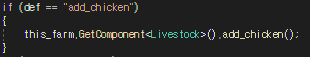 if (def == "add_chicken")
{
this_farm.GetComponent<Livestock>().add_chicken();
}